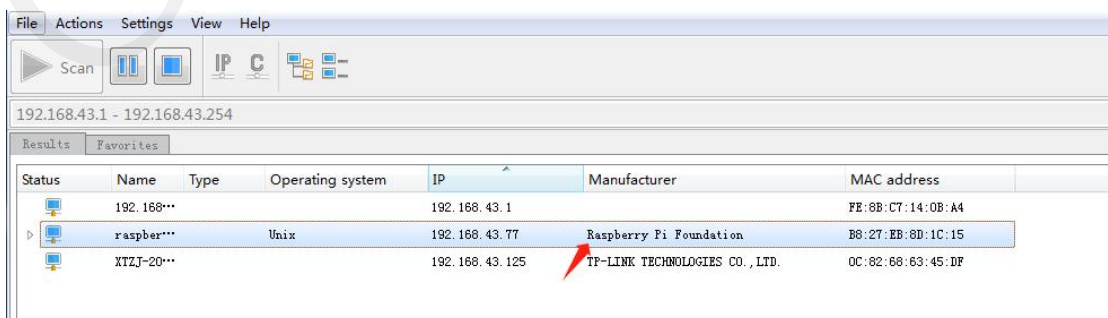 File Actions Settings View Help
Scan IP C
192.168.43.1 - 192.168.43.254
Results Favorites
Status Name Type Operating system IP Manufacturer MAC address
192.168··· 192.168.43.1 FE:8B:C7:14:0B:A4
raspber··· Unix 192.168.43.77 Raspberry Pi Foundation B8:27:EB:8D:1C:15
XTZJ-20··· 192.168.43.125 TP-LINK TECHNOLOGIES CO.,LTD. 0C:82:68:63:45:DF